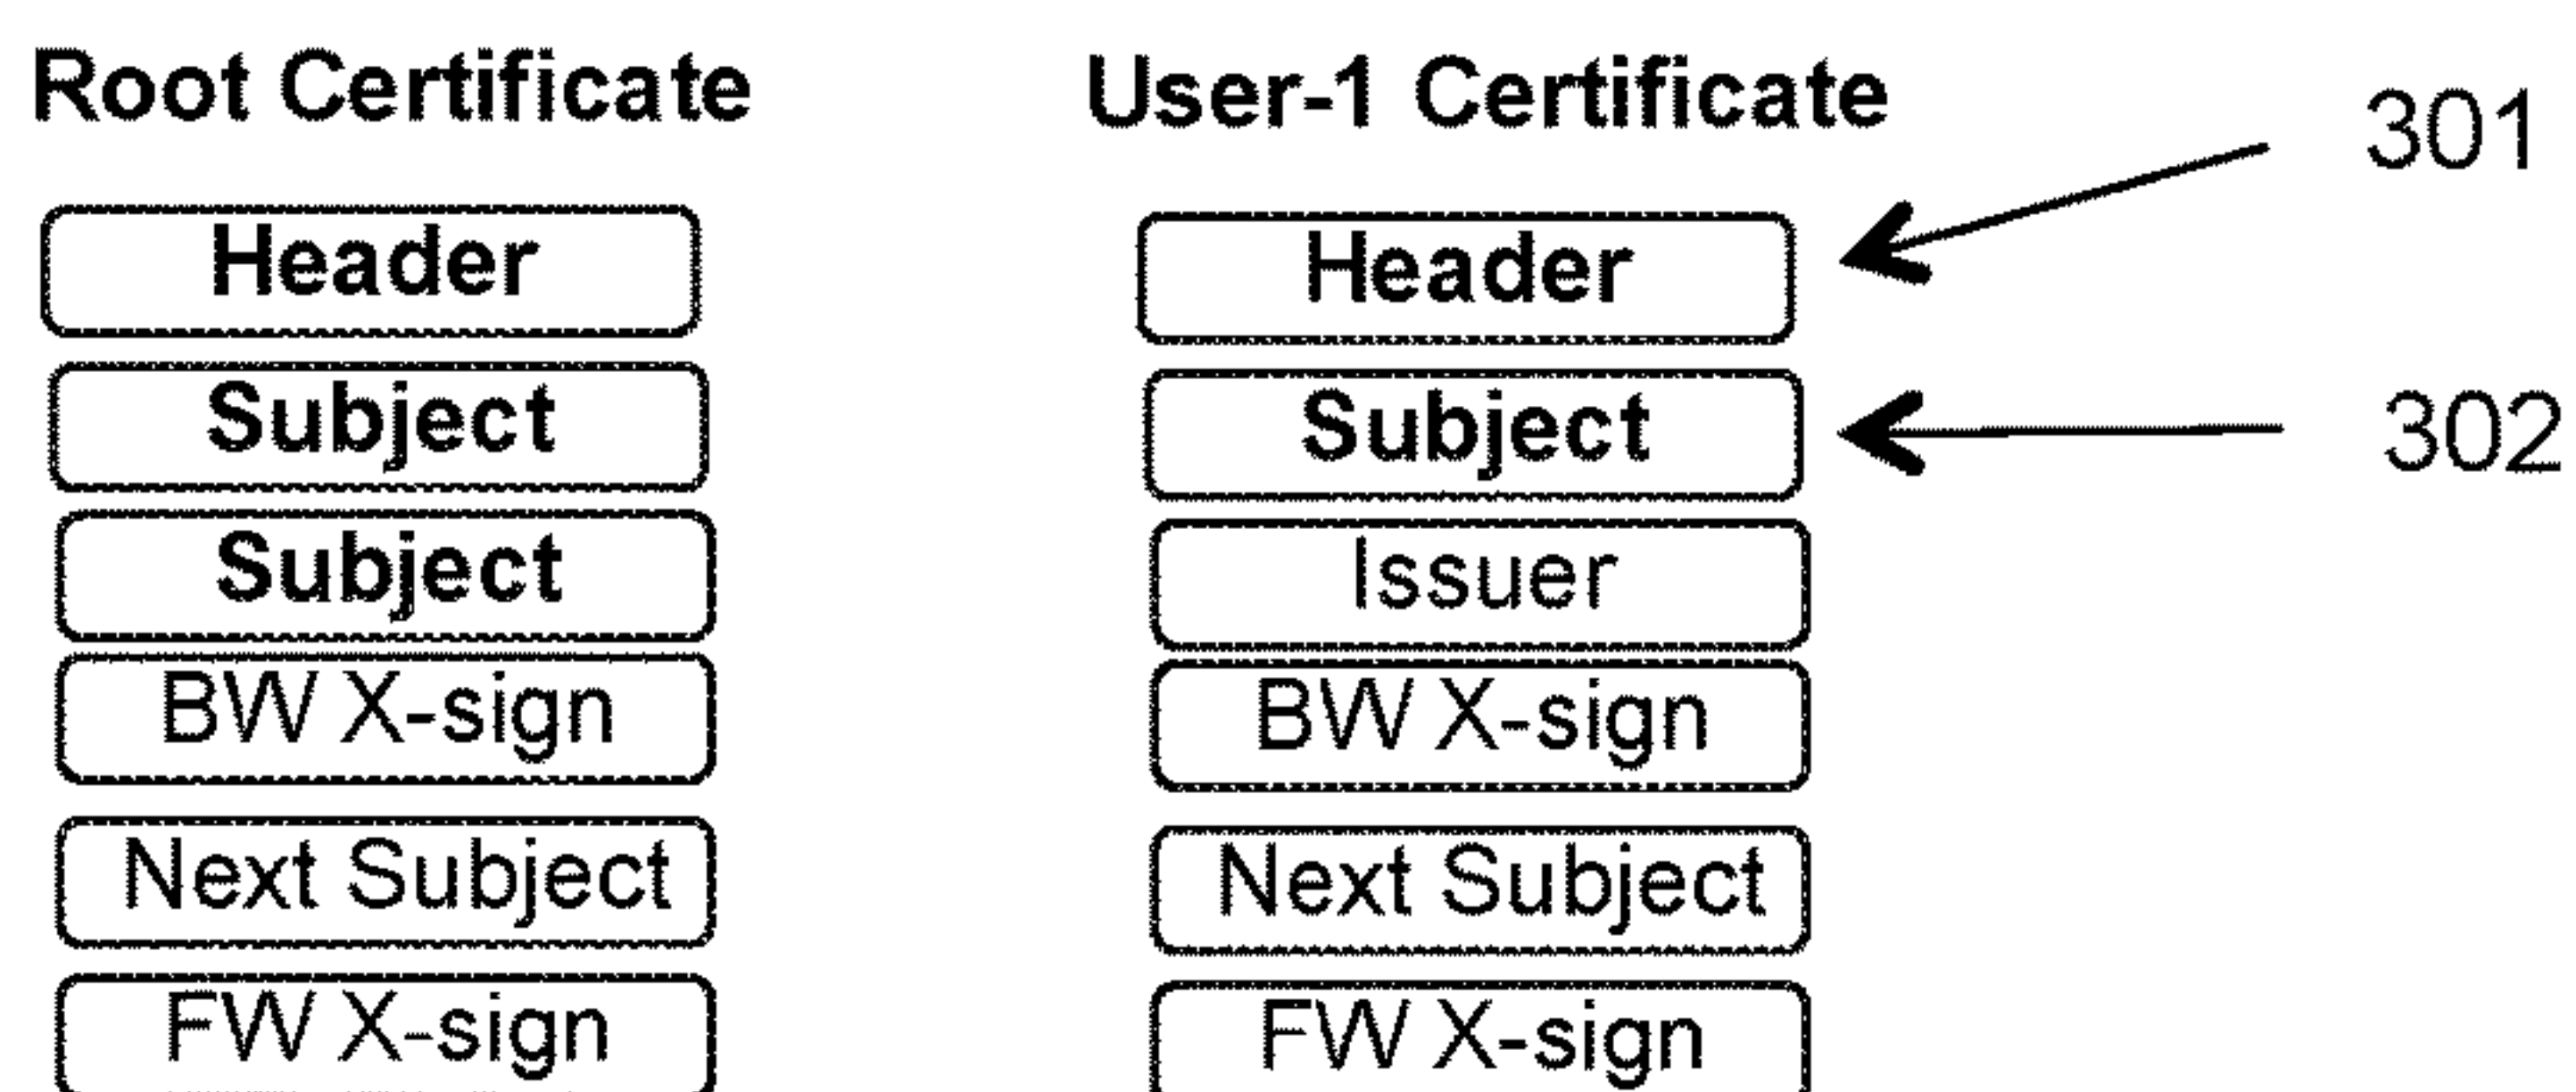 Root Certificate
User-1 Certificate
301
Header
Header
Subject
Subject
302
Subject
Issuer
BW X-sign
BW X-sign
Next Subject
Next Subject
FW X-sign
FW X-sign